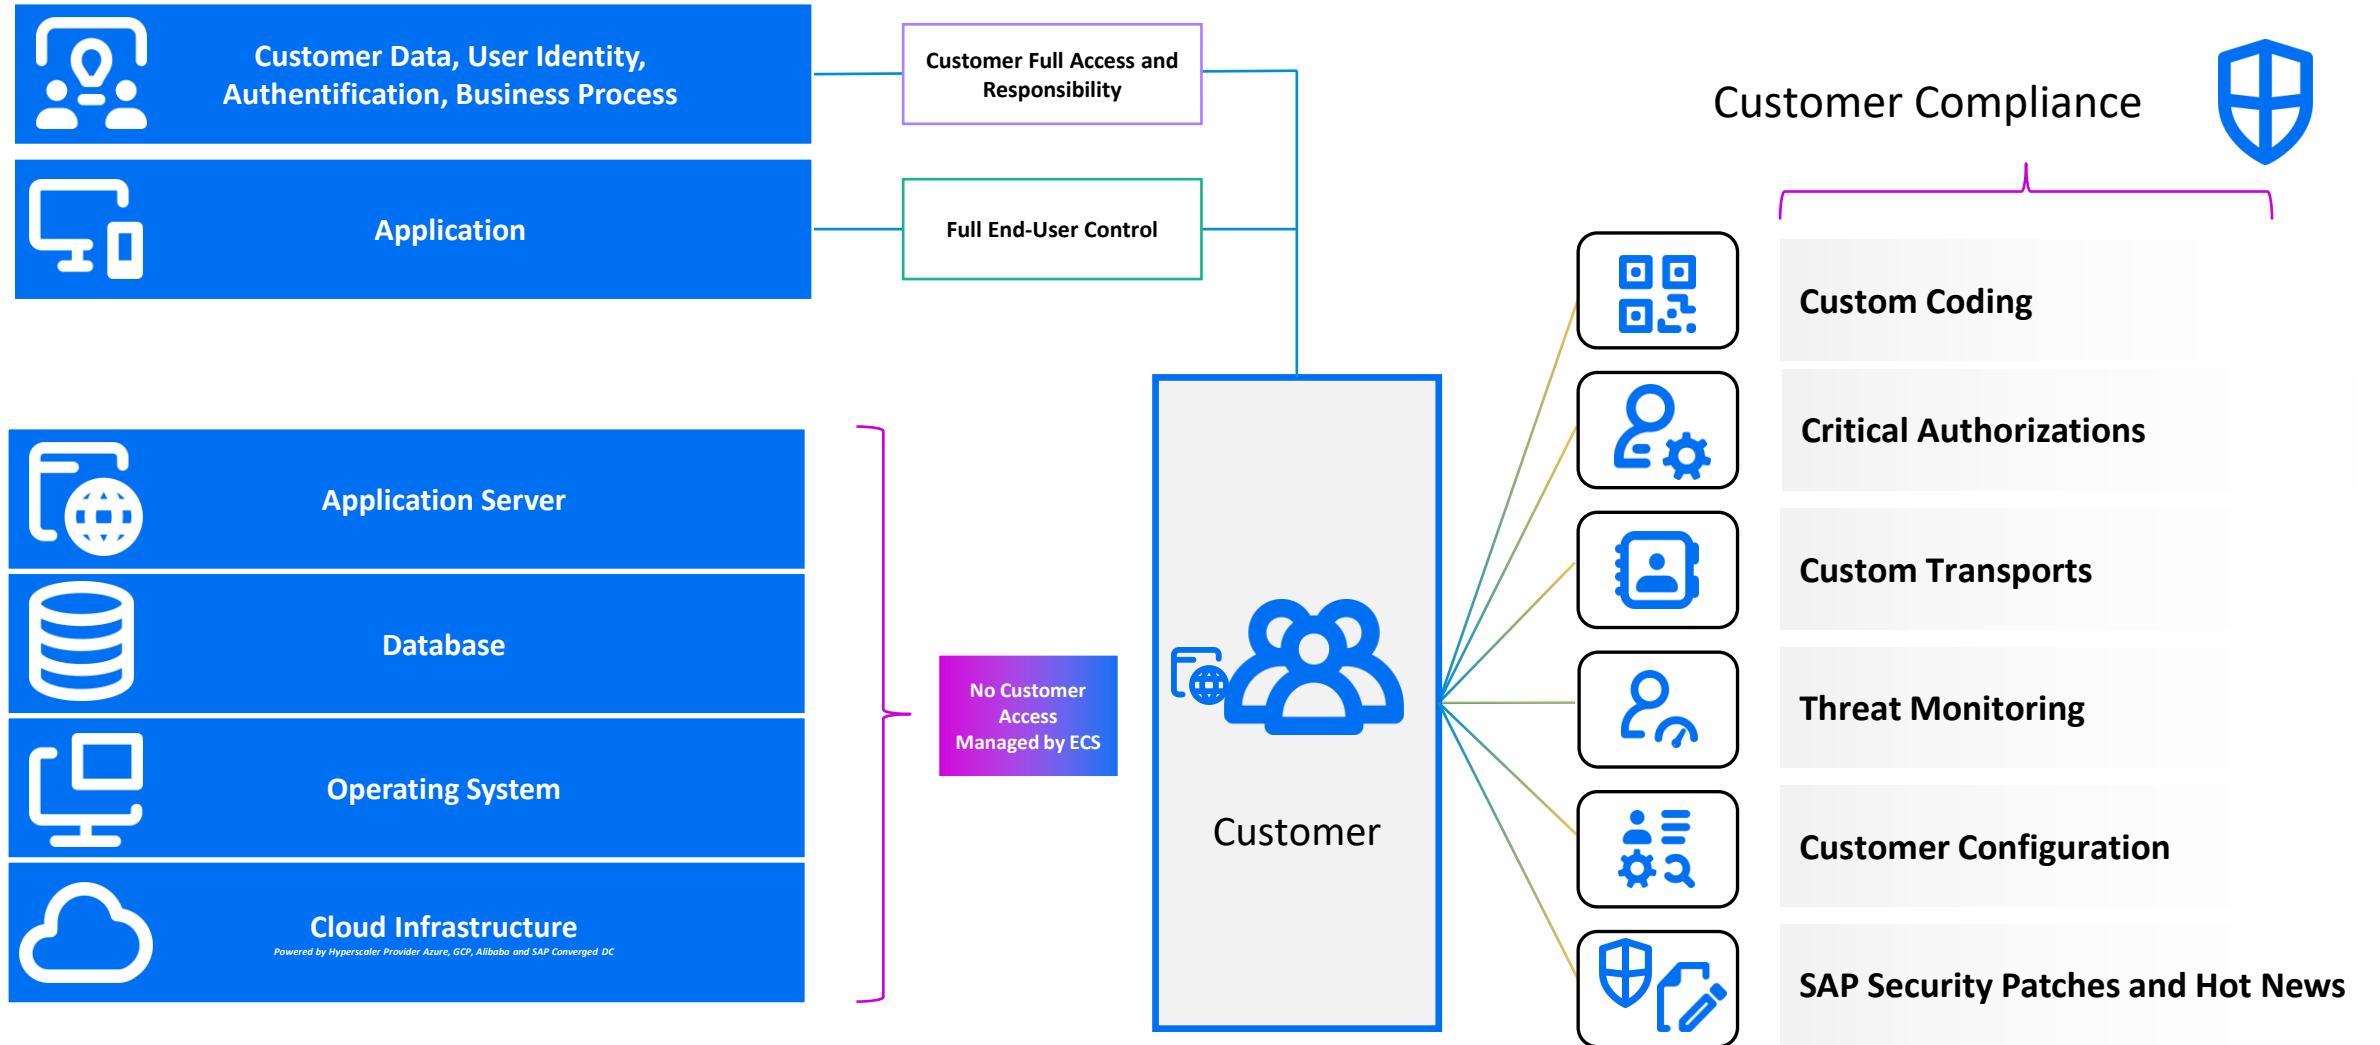 Customer Data, User Identity,
Authentification, Business Process
Customer Full Access and
Responsibility
Application
Full End-User Control
Application Server
Database
Operating System
Cloud Infrastructure
Powered by Hyperscaler Provider Azure, GCP, Alibaba and SAP Converged DC
No Customer
Access
Managed by ECS
Customer
Customer Compliance
Custom Coding
Critical Authorizations
Custom Transports
Threat Monitoring
Customer Configuration
SAP Security Patches and Hot News